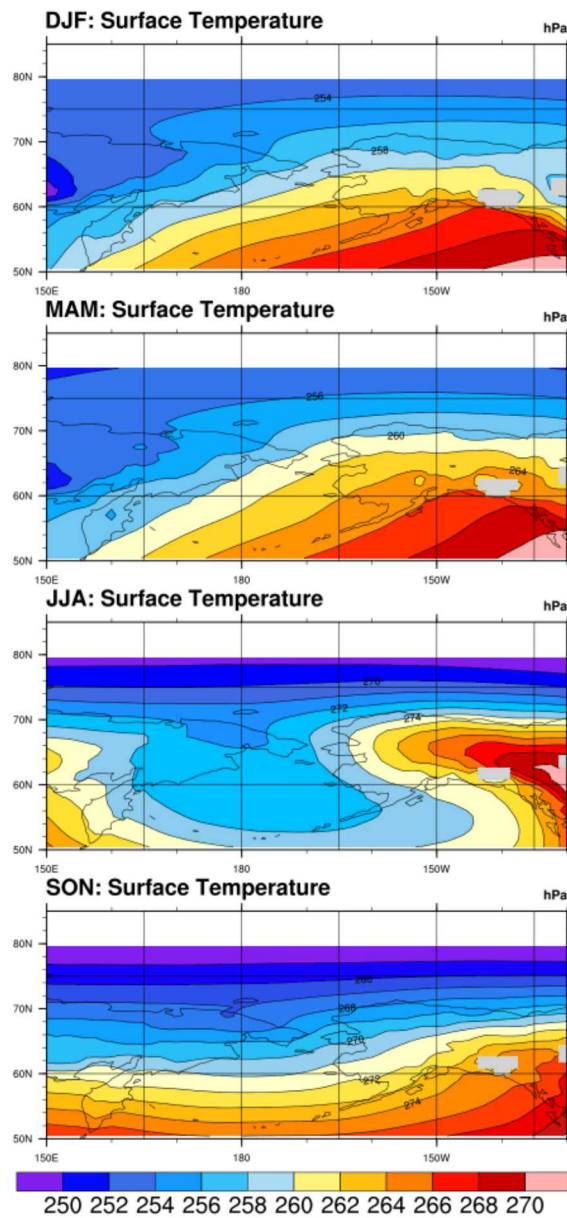 DJF: Surface Temperature
hPa
80N
254
70N
258
60N
50N
150E 180 150W
MAM: Surface Temperature
hPa
80N
256
70N
260
264
60N
50N
150E 180 150W
JJA: Surface Temperature
hPa
80N
270
272
70N
274
60N
50N
150E 180 150W
SON: Surface Temperature
hPa
80N
70N
268
270
60N
272
274
50N
150E 180 150W
250 252 254 256 258 260 262 264 266 268 270